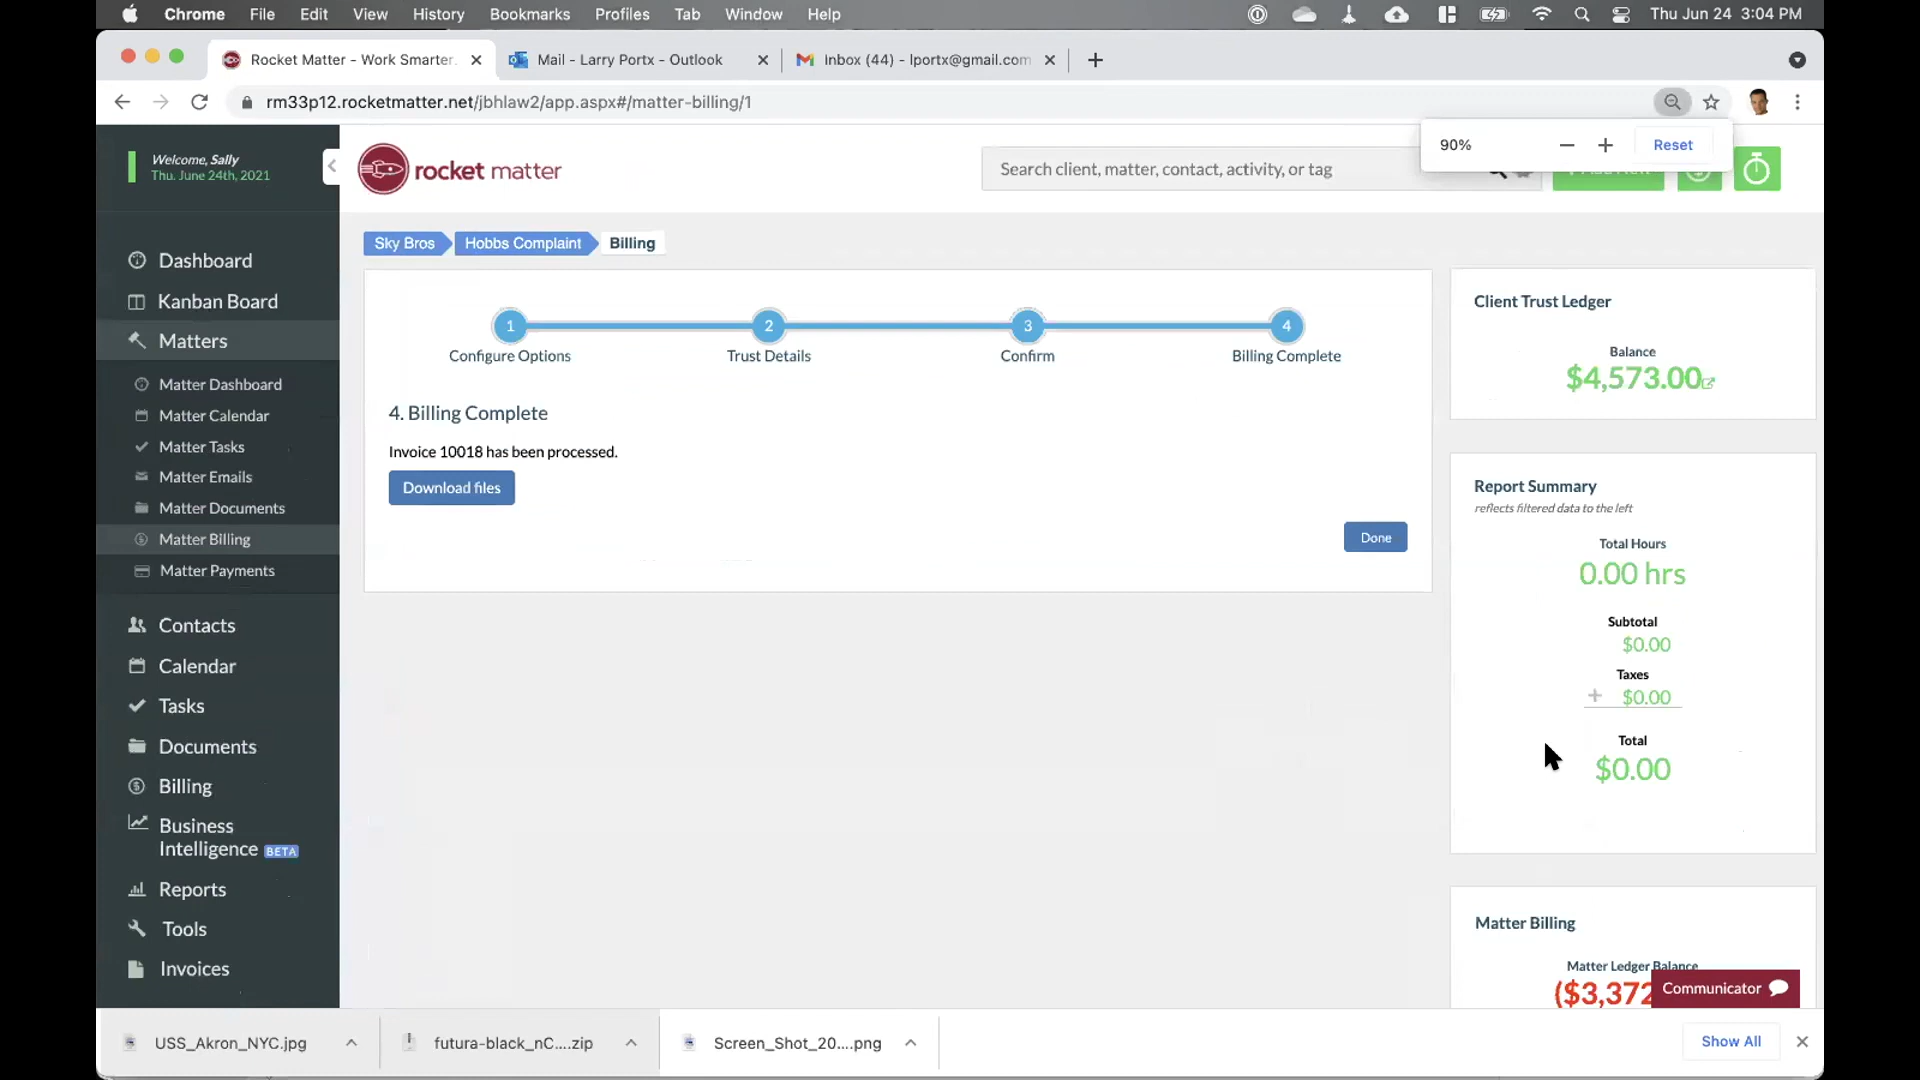 Chrome File Edit View History Bookmarks Profiles Tab Window Help Thu Jun 24 3:04 PM
Rocket Matter - Work Smarter. Mail - Larry Portx - Outlook Inbox (44) - lportx@gmail.com
rm33p12.rocketmatter.net/jbhlaw2/app.aspx#/matter-billing/1
90% Reset
Welcome, Sally
Thu. June 24th, 2021
rocket matter
Search client, matter, contact, activity, or tag
Sky Bros Hobbs Complaint Billing
Dashboard
Kanban Board
Matters
Matter Dashboard
Matter Calendar
Matter Tasks
Matter Emails
Matter Documents
Matter Billing
Matter Payments
Contacts
Calendar
Tasks
Documents
Billing
Business
Intelligence BETA
Reports
Tools
Invoices
1 2 3 4
Configure Options Trust Details Confirm Billing Complete
4. Billing Complete
Invoice 10018 has been processed.
Download files
Done
Client Trust Ledger
Balance
$4,573.00
Report Summary
reflects filtered data to the left
Total Hours
0.00 hrs
Subtotal
$0.00
Taxes
+ $0.00
Total
$0.00
Matter Billing
Matter Ledger Balance
($3,372
Communicator
USS_Akron_NYC.jpg futura-black_nC....zip Screen_Shot_20....png Show All